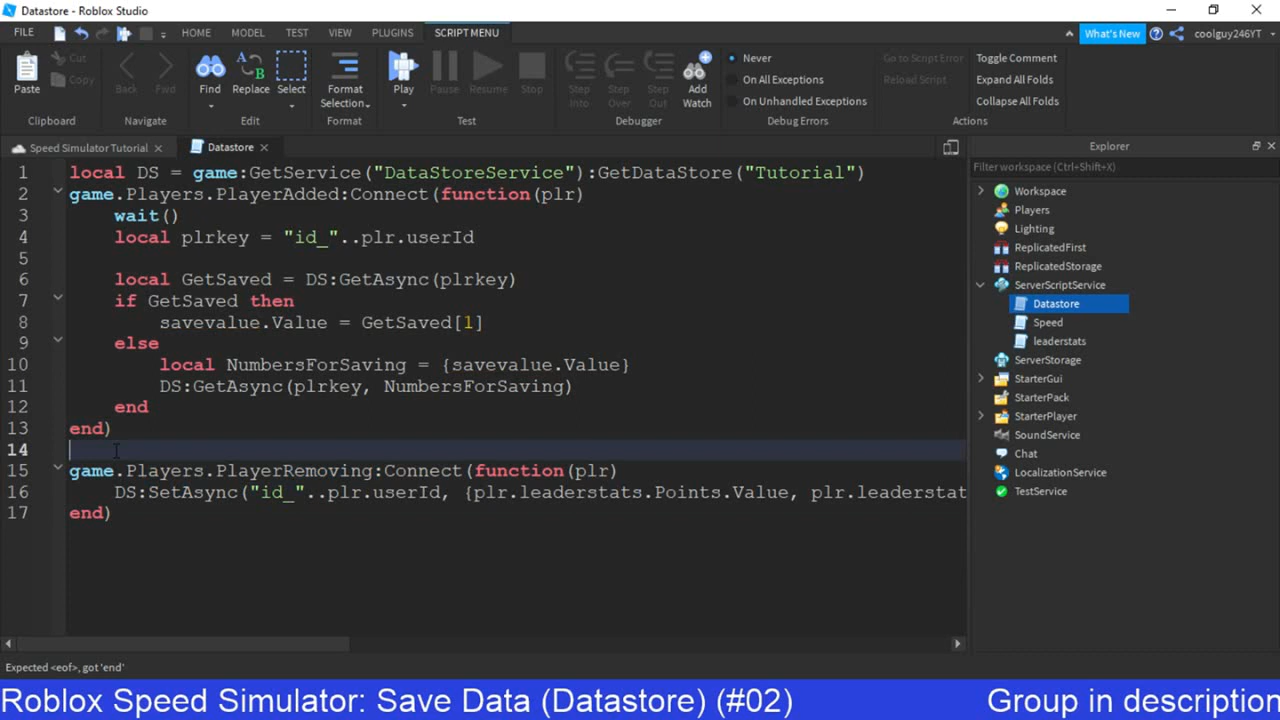 Datastore - Roblox Studio
FILE HOME MODEL TEST VIEW PLUGINS SCRIPT MENU What's New coolguy246YT
Paste Cut Copy Back Fwd Find Replace Select Format Selection... Play Pause Resume Stop Step Into Step Over Step Out Add Watch Never On All Exceptions On Unhandled Exceptions Go to Script Error Reload Script Toggle Comment Expand All Folds Collapse All Folds
Clipboard Navigate Edit Format Test Debugger Debug Errors Actions
Speed Simulator Tutorial Datastore Explorer
Filter workspace (Ctrl+Shift+X)
1 local DS = game:GetService("DataStoreService"):GetDataStore("Tutorial")
2 game.Players.PlayerAdded:Connect(function(plr)
3 wait()
4 local plrkey = "id_"..plr.userId
5
6 local GetSaved = DS:GetAsync(plrkey)
7 if GetSaved then
8 savevalue.Value = GetSaved[1]
9 else
10 local NumbersForSaving = {savevalue.Value}
11 DS:GetAsync(plrkey, NumbersForSaving)
12 end
13 end)
14
15 game.Players.PlayerRemoving:Connect(function(plr)
16 DS:SetAsync("id_"..plr.userId, {plr.leaderstats.Points.Value, plr.leaderstat
17 end)
Workspace
Players
Lighting
ReplicatedFirst
ReplicatedStorage
ServerScriptService
Datastore
Speed
leaderstats
ServerStorage
StarterGui
StarterPack
StarterPlayer
SoundService
Chat
LocalizationService
TestService
Expected <eof>, got 'end'
Roblox Speed Simulator: Save Data (Datastore) (#02) Group in description